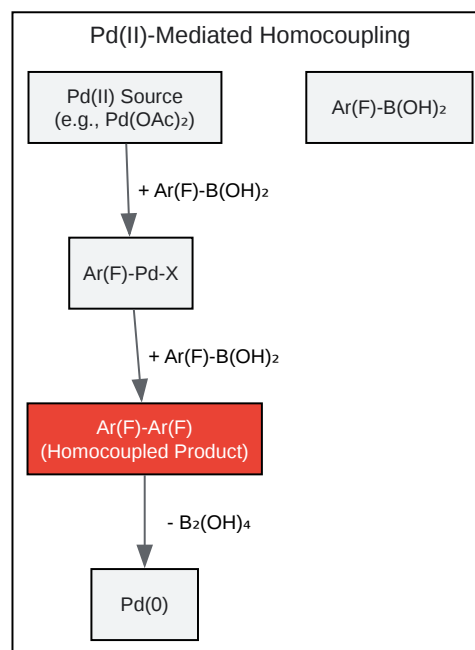 Pd(II)-Mediated Homocoupling
Pd(II) Source
(e.g., Pd(OAc)₂)
Ar(F)-B(OH)₂
+ Ar(F)-B(OH)₂
Ar(F)-Pd-X
+ Ar(F)-B(OH)₂
Ar(F)-Ar(F)
(Homocoupled Product)
- B₂(OH)₄
Pd(0)